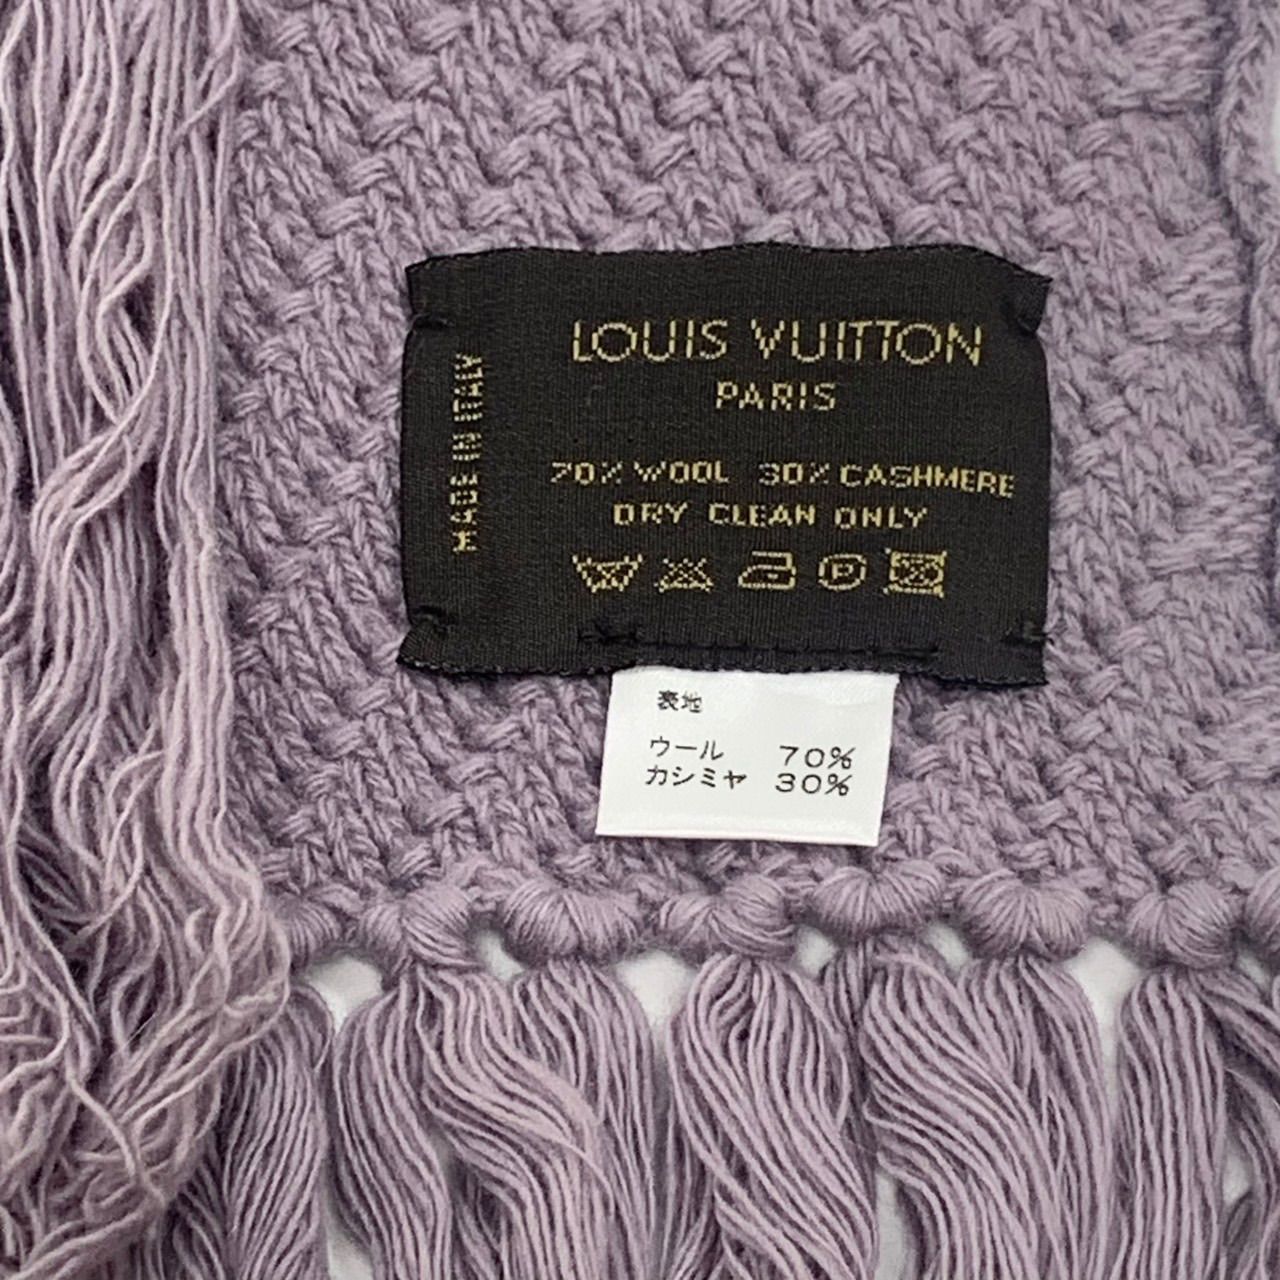 LOUIS VUITTON
PARIS
MADE IN ITALY
70% WOOL 30% CASHMERE
DRY CLEAN ONLY
P
表地
ウール 70%
カシミヤ 30%